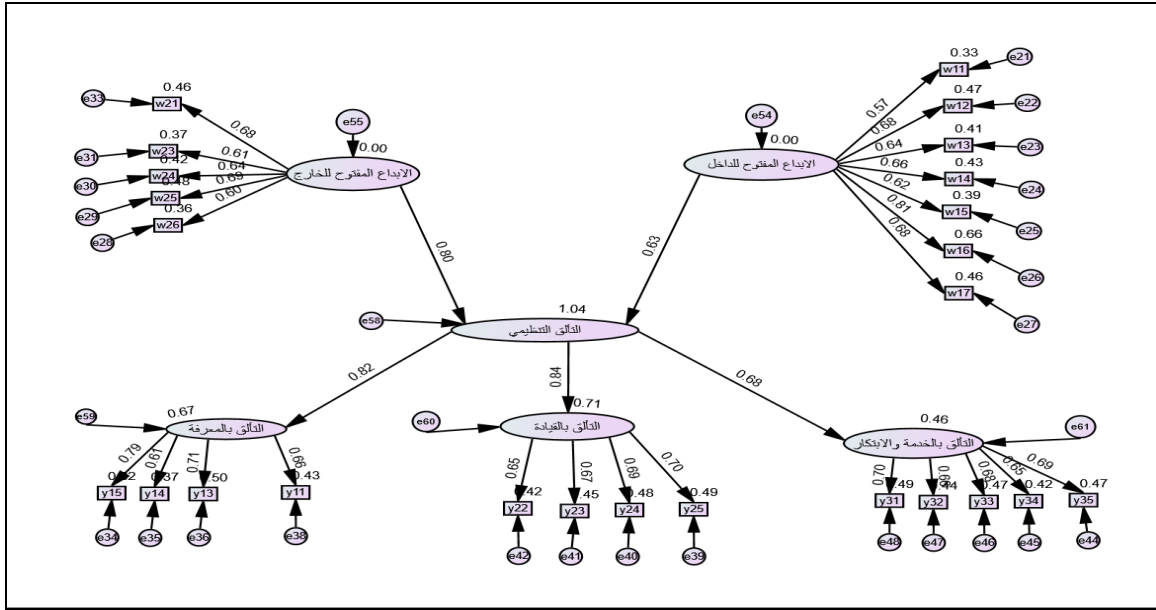 0.33
e21
w11
0.46
e33
w21
0.57
0.47
e22
w12
0.68
e55
e54
0.68
0.41
e23
w13
0.64
0.37
0.00
0.00
e31
w23
0.61
الابداع المفتوح للخارج
الابداع المفتوح للداخل
0.43
e24
w14
0.66
0.42
e30
w24
0.64
0.39
e25
w15
0.62
0.48
e29
w25
0.69
0.66
e26
w16
0.81
0.36
e28
w26
0.60
0.46
e27
w17
0.68
0.80
0.63
1.04
e58
التألق التنظيمي
0.82
0.84
0.68
e59
0.67
التألق بالمعرفة
e60
0.71
التألق بالقيادة
0.46
e61
التألق بالخدمة والابتكار
0.79
0.61
0.71
0.66
0.65
0.67
0.69
0.70
0.70
0.68
0.65
0.69
.37
.50
0.43
0.42
.45
0.48
0.49
.49
0.47
0.42
0.47
y15
y14
y13
y11
y22
y23
y24
y25
y31
y32
y33
y34
y35
e34
e35
e36
e38
e42
e41
e40
e39
e48
e47
e46
e45
e44